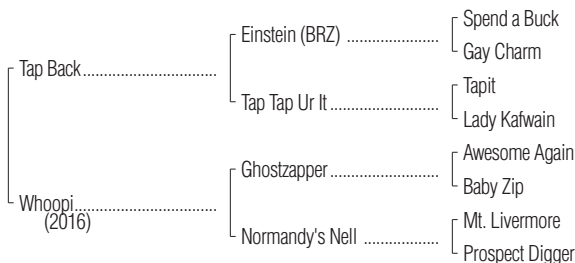 Spend a Buck
Einstein (BRZ) ........................
Gay Charm
Tap Back...................................
Tapit
Tap Tap Ur It ............................
Lady Kafwain
Awesome Again
Ghostzapper ............................
Baby Zip
Whoopi.....................................
(2016)
Mt. Livermore
Normandy's Nell ...................
Prospect Digger